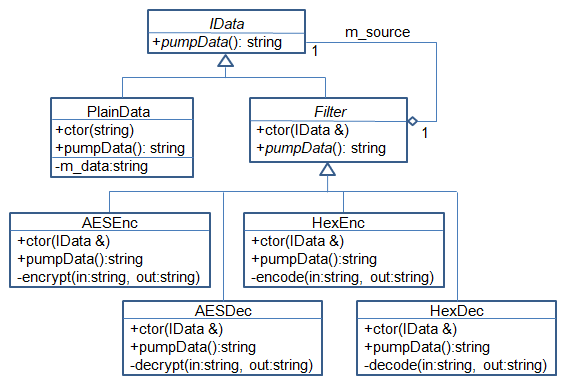 IData
+pumpData(): string
1
m_source
PlainData
+ctor(string)
+pumpData(): string
-m_data:string
Filter
+ctor(IData &)
+pumpData(): string
1
AESEnc
+ctor(IData &)
+pumpData():string
-encrypt(in:string, out:string)
HexEnc
+ctor(IData &)
+pumpData():string
-encode(in:string, out:string)
AESDec
+ctor(IData &)
+pumpData():string
-decrypt(in:string, out:string)
HexDec
+ctor(IData &)
+pumpData():string
-decode(in:string, out:string)